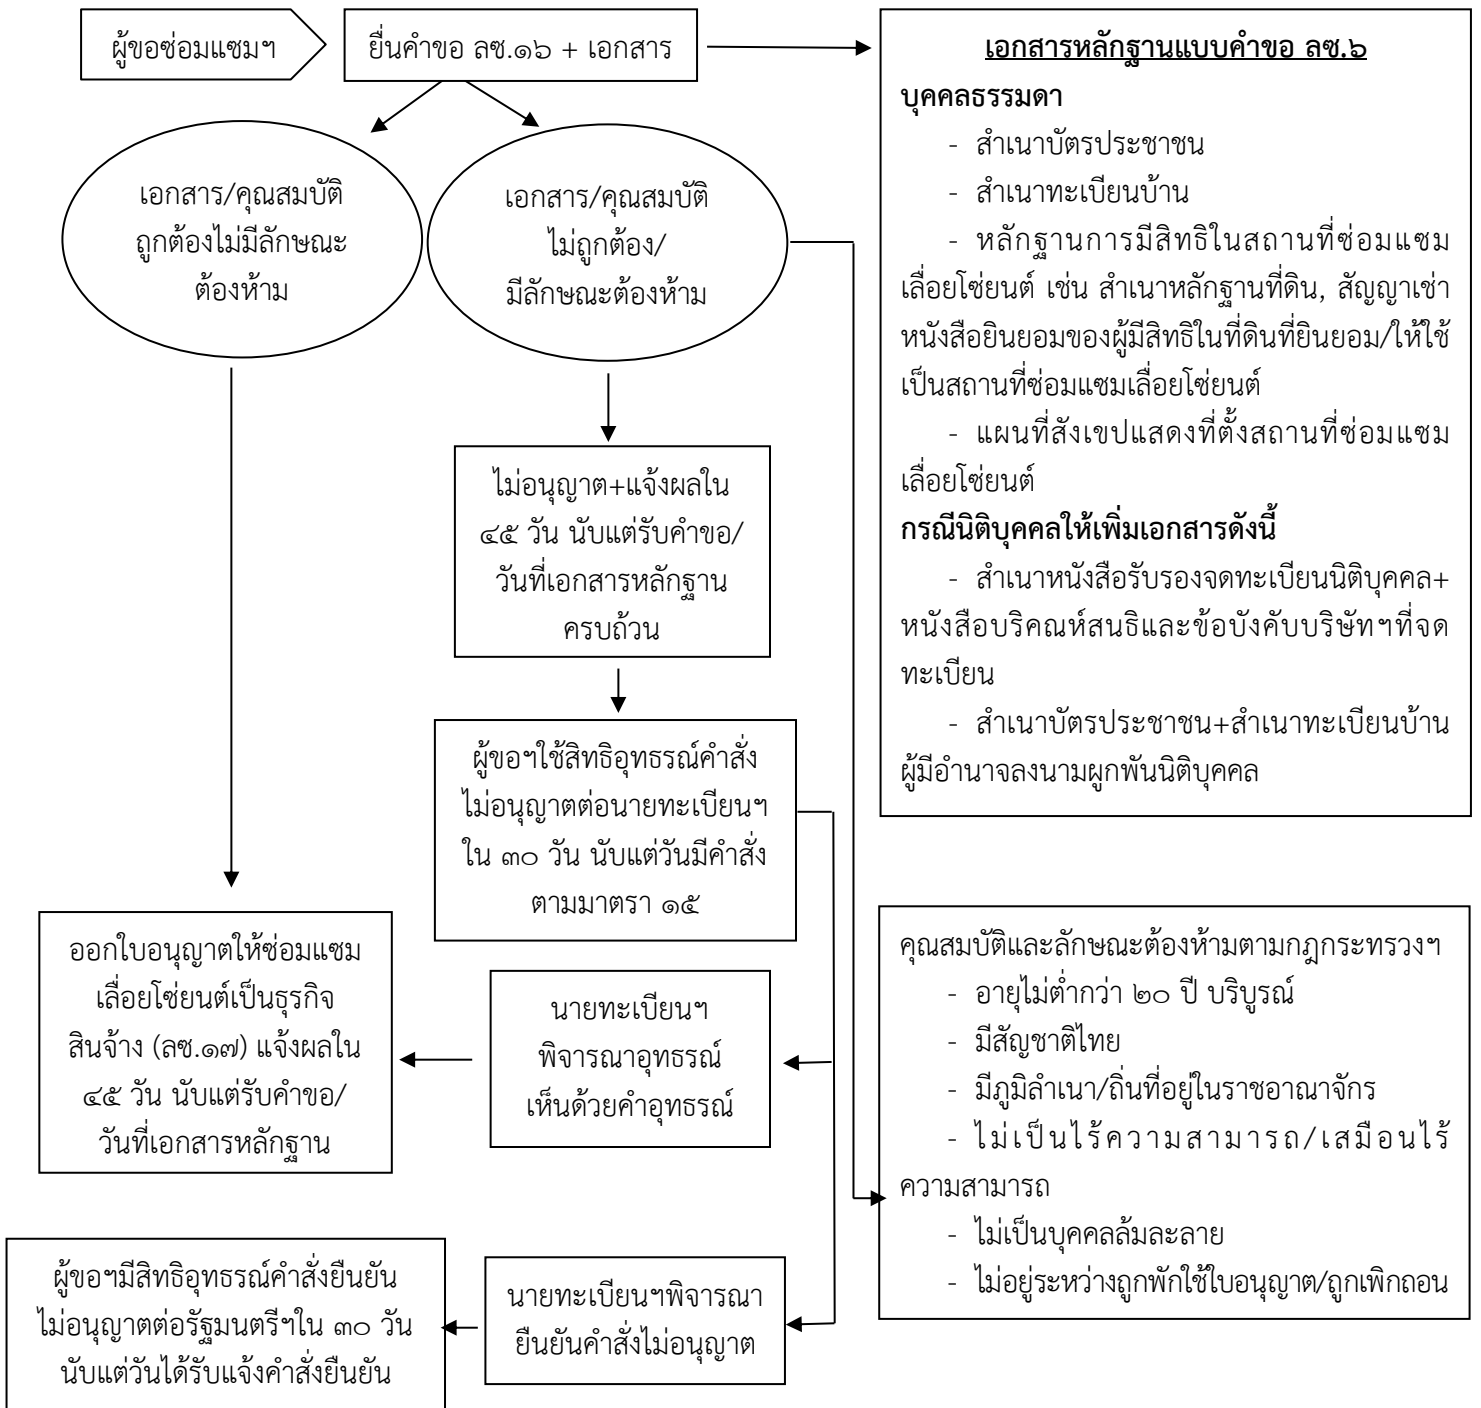 ผู้ขอซ่อมแซมฯ
ยื่นคำขอ ลซ.๑๖ + เอกสาร
เอกสารหลักฐานแบบคำขอ ลซ.๖
บุคคลธรรมดา
- สำเนาบัตรประชาชน
- สำเนาทะเบียนบ้าน
- หลักฐานการมีสิทธิในสถานที่ซ่อมแซม
เลื่อยโซ่ยนต์ เช่น สำเนาหลักฐานที่ดิน, สัญญาเช่า
หนังสือยินยอมของผู้มีสิทธิในที่ดินที่ยินยอม/ให้ใช้
เป็นสถานที่ซ่อมแซมเลื่อยโซ่ยนต์
- แผนที่สังเขปแสดงที่ตั้งสถานที่ซ่อมแซม
เลื่อยโซ่ยนต์
กรณีนิติบุคคลให้เพิ่มเอกสารดังนี้
- สำเนาหนังสือรับรองจดทะเบียนนิติบุคคล+
หนังสือบริคณห์สนธิและข้อบังคับบริษัทฯที่จด
ทะเบียน
- สำเนาบัตรประชาชน+สำเนาทะเบียนบ้าน
ผู้มีอำนาจลงนามผูกพันนิติบุคคล
เอกสาร/คุณสมบัติ
ถูกต้องไม่มีลักษณะ
ต้องห้าม
เอกสาร/คุณสมบัติ
ไม่ถูกต้อง/
มีลักษณะต้องห้าม
ไม่อนุญาต+แจ้งผลใน
๔๕ วัน นับแต่รับคำขอ/
วันที่เอกสารหลักฐาน
ครบถ้วน
ผู้ขอฯใช้สิทธิอุทธรณ์คำสั่ง
ไม่อนุญาตต่อนายทะเบียนฯ
ใน ๓๐ วัน นับแต่วันมีคำสั่ง
ตามมาตรา ๑๕
ออกใบอนุญาตให้ซ่อมแซม
เลื่อยโซ่ยนต์เป็นธุรกิจ
สินจ้าง (ลซ.๑๗) แจ้งผลใน
๔๕ วัน นับแต่รับคำขอ/
วันที่เอกสารหลักฐาน
นายทะเบียนฯ
พิจารณาอุทธรณ์
เห็นด้วยคำอุทธรณ์
คุณสมบัติและลักษณะต้องห้ามตามกฎกระทรวงฯ
- อายุไม่ต่ำกว่า ๒๐ ปี บริบูรณ์
- มีสัญชาติไทย
- มีภูมิลำเนา/ถิ่นที่อยู่ในราชอาณาจักร
- ไม่เป็นไร้ความสามารถ/เสมือนไร้
ความสามารถ
- ไม่เป็นบุคคลล้มละลาย
- ไม่อยู่ระหว่างถูกพักใช้ใบอนุญาต/ถูกเพิกถอน
นายทะเบียนฯพิจารณา
ยืนยันคำสั่งไม่อนุญาต
ผู้ขอฯมีสิทธิอุทธรณ์คำสั่งยืนยัน
ไม่อนุญาตต่อรัฐมนตรีฯใน ๓๐ วัน
นับแต่วันได้รับแจ้งคำสั่งยืนยัน